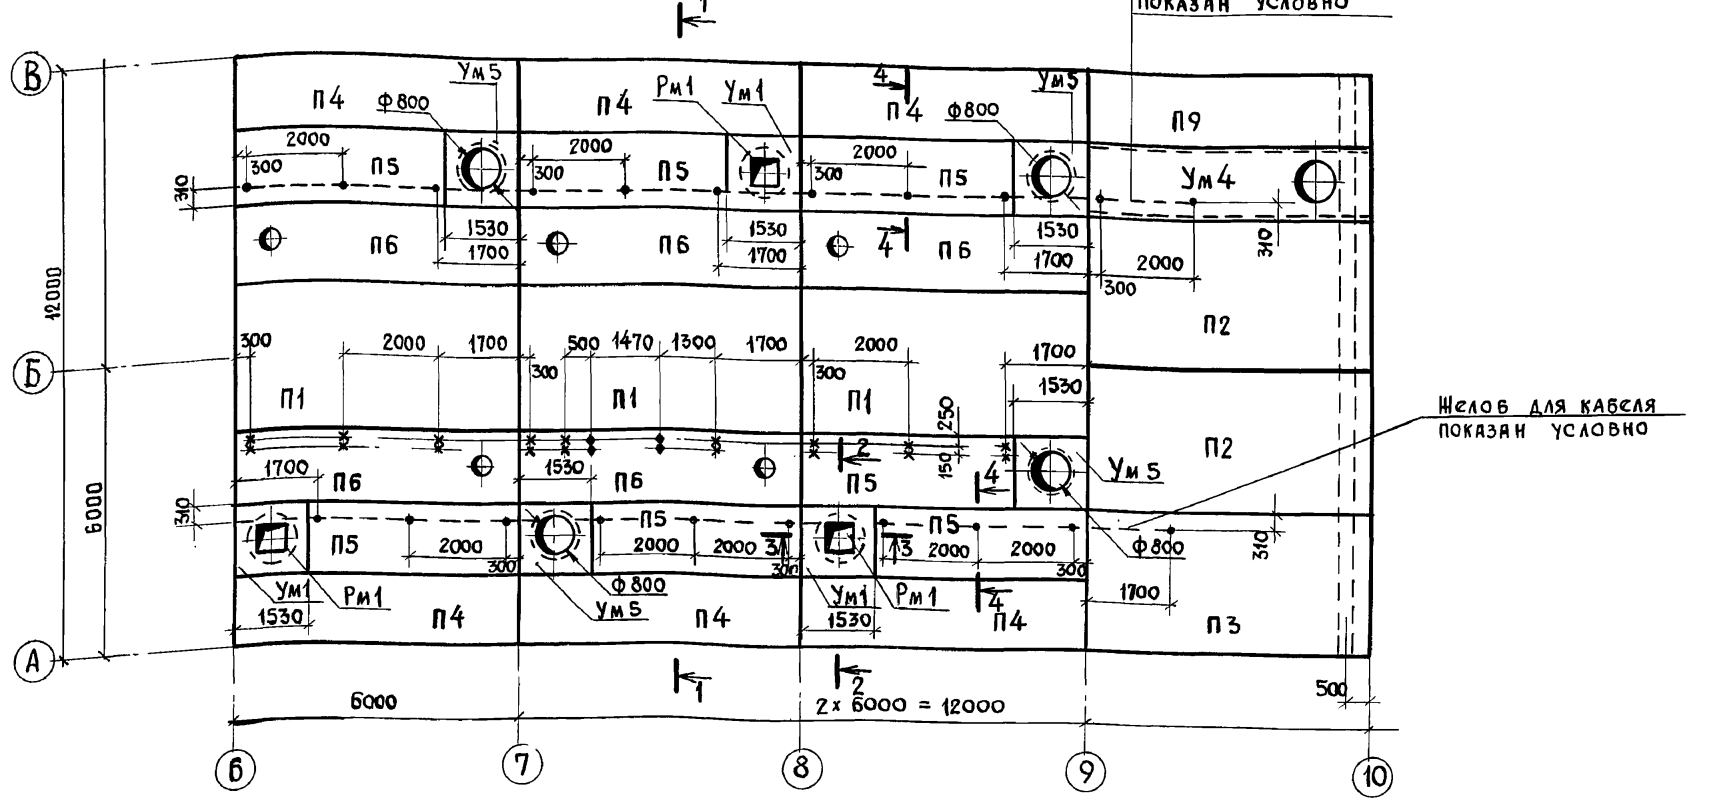 1
ПОКАЗАН УСЛОВНО
В
Ум5
Рм1 Ум1
4
Ум5
П4 ф800
П4
П4 ф800
П9
2000
П5
2000
П5
2000
П5
Ум4
300
300
300
310
1530
1530
4
1530
310
П6
1700
П6
1700
П6
1700
2000
300
12000
П2
300 2000 1700 500 1470 1300 1700 2000 1700
300
300
Б
1530
П1
П1
П1
250
Желоб для кабеля
показан условно
2
П2
1700
1530
150
4
Ум5
П6
П6
П5
6000
310
П5
П5
П5
2000
2000
2000
3
3
2000
2000
ф800
310
300
300
300
Ум1 Рм1
ф800
Ум5
Ум1 Рм1
4
1700
1530
П4
П4
1530
П4
П3
А
1
2
500
6000
2 x 6000 = 12000
6
7
8
9
10